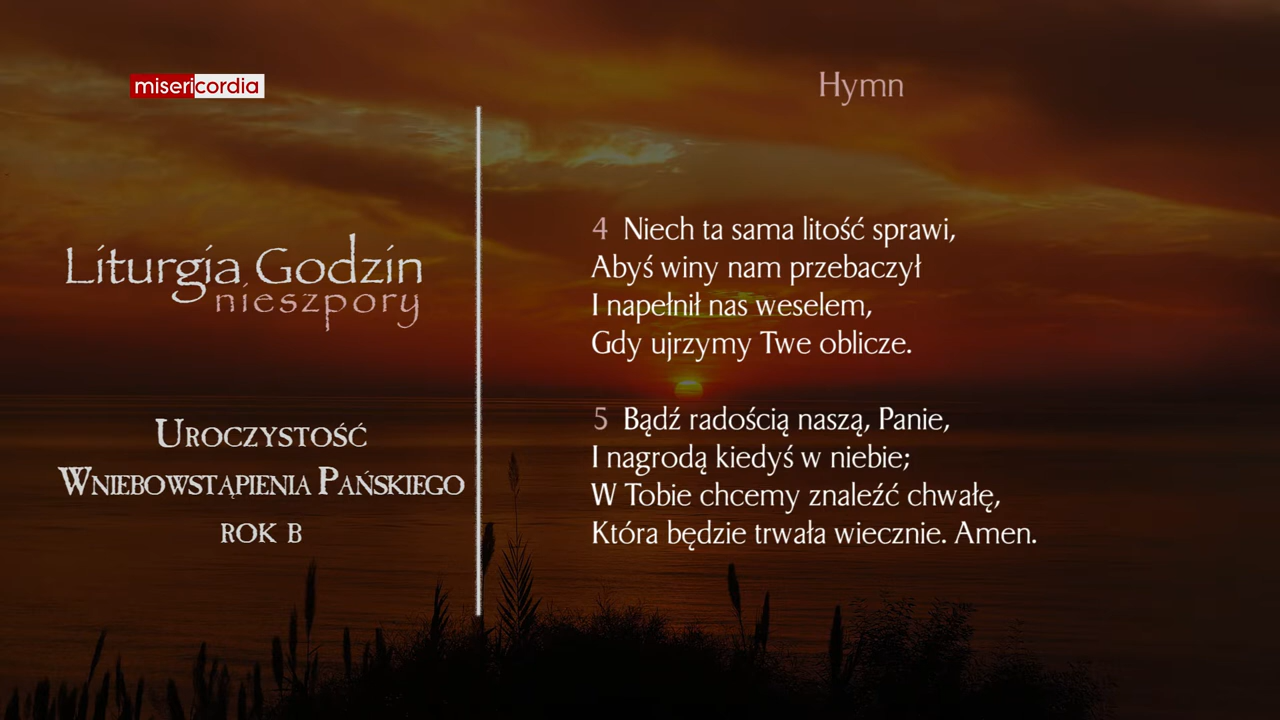 misericordia
Liturgia Godzin
nieszpory
Uroczystość
Wniebowstąpienia Pańskiego
rok B
Hymn
4 Niech ta sama litość sprawi,
Abyś winy nam przebaczył
I napełnił nas weselem,
Gdy ujrzymy Twe oblicze.
5 Bądź radością naszą, Panie,
I nagrodą kiedyś w niebie;
W Tobie chcemy znaleźć chwałę,
Która będzie trwała wiecznie. Amen.